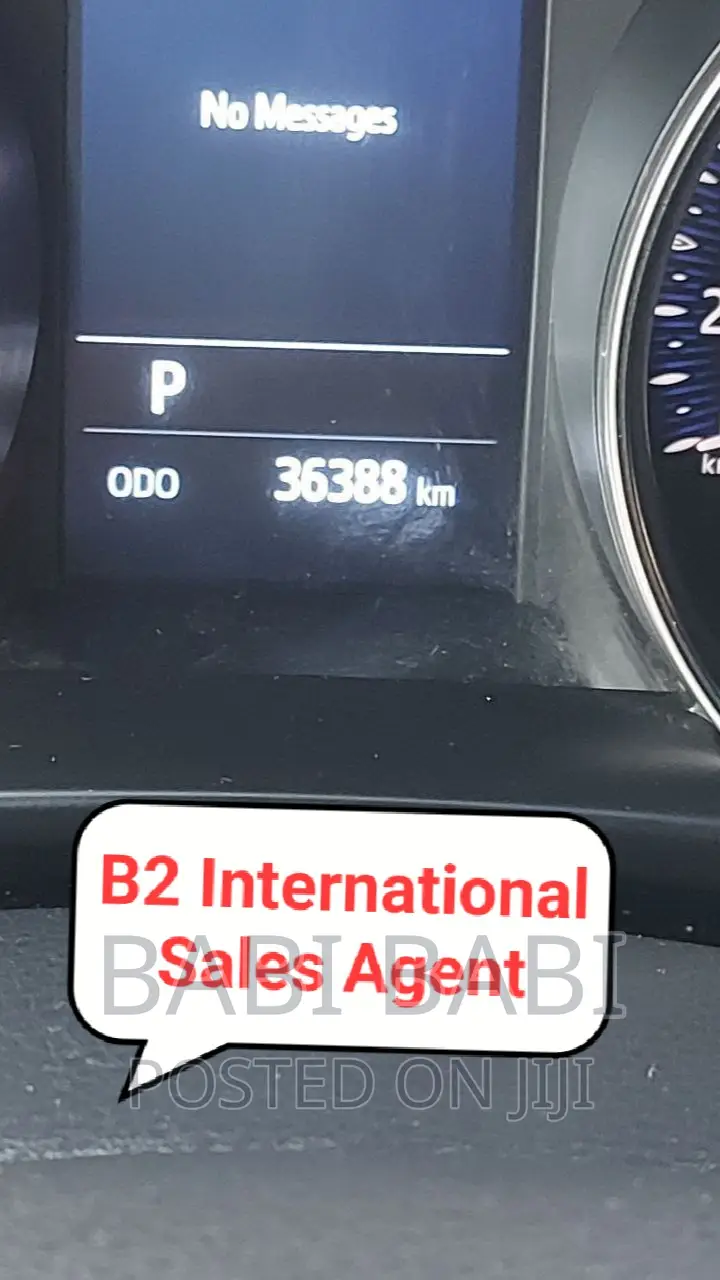 No Messages
P
ODO 36388 km
B2 International
Sales Agent
BABI BABI
POSTED ON JIJI